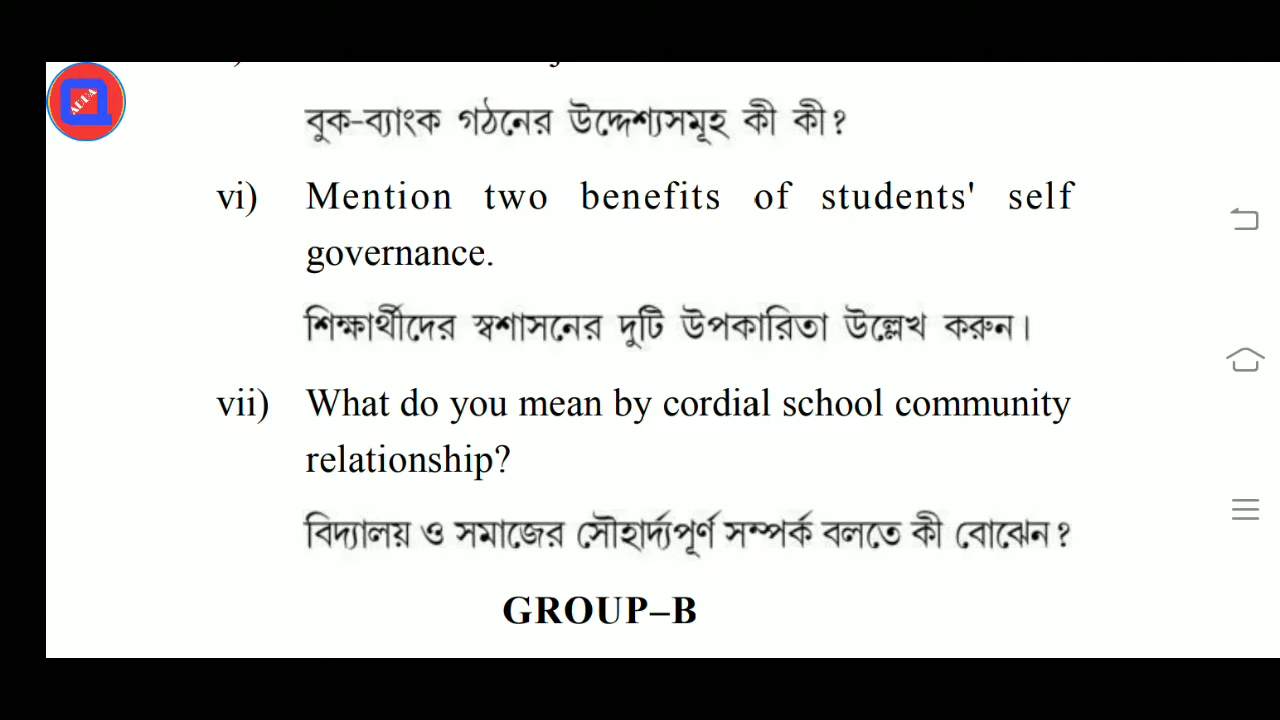 AUEA
বুক-ব্যাংক গঠনের উদ্দেশ্যসমূহ কী কী?
vi) Mention two benefits of students' self
governance.
শিক্ষার্থীদের স্বশাসনের দুটি উপকারিতা উল্লেখ করুন।
vii) What do you mean by cordial school community
relationship?
বিদ্যালয় ও সমাজের সৌহার্দ্যপূর্ণ সম্পর্ক বলতে কী বোঝেন?
GROUP–B